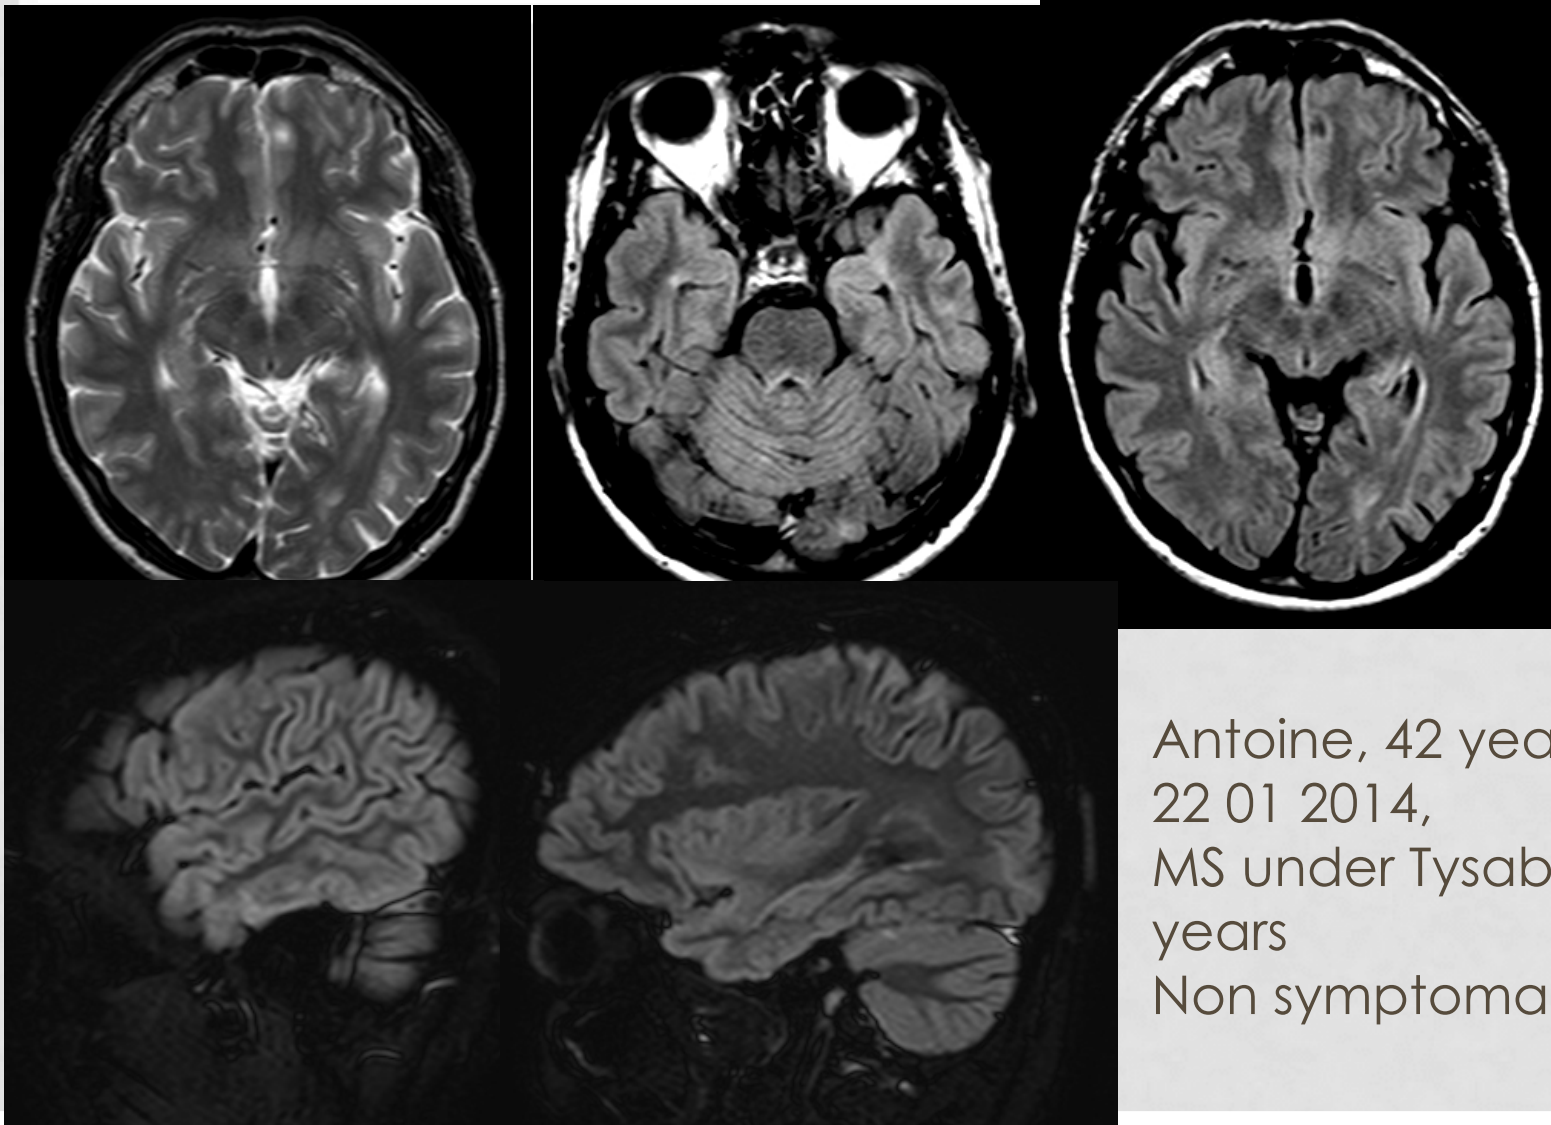 Antoine, 42 yea
22 01 2014,
MS under Tysab
years
Non symptoma